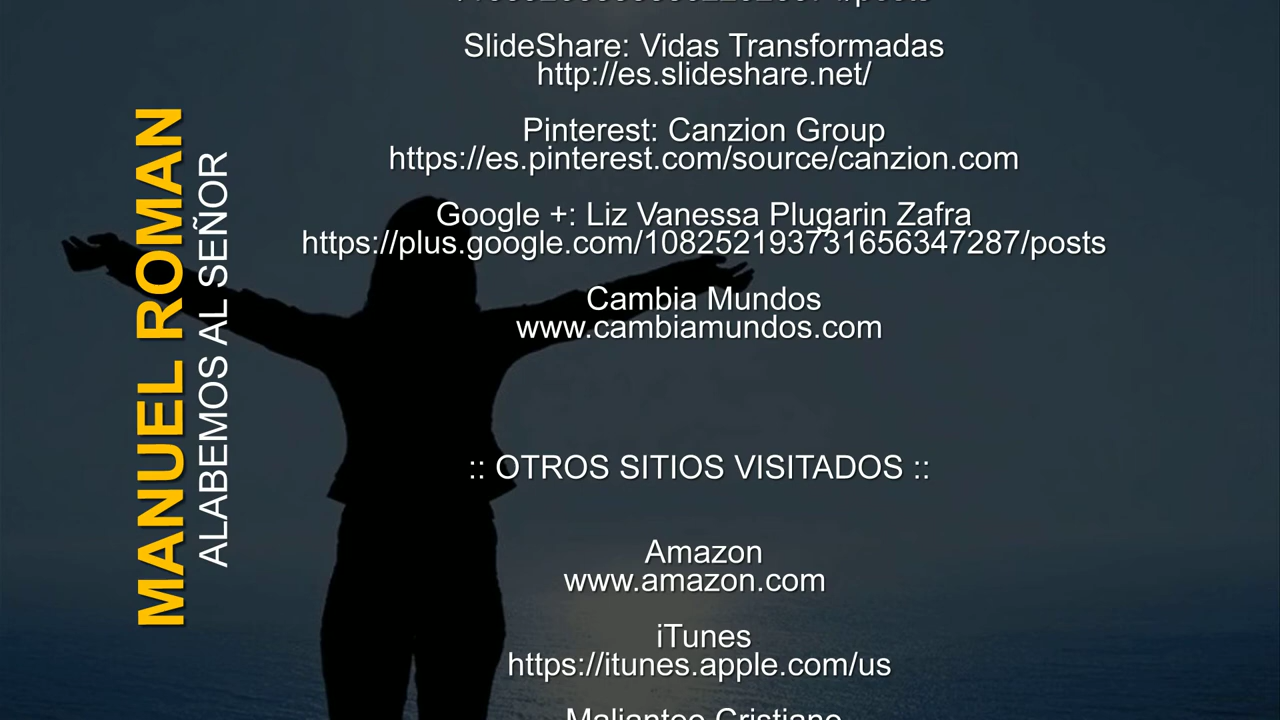 MANUEL ROMAN
ALABEMOS AL SEÑOR
SlideShare: Vidas Transformadas
http://es.slideshare.net/
Pinterest: Canzion Group
https://es.pinterest.com/source/canzion.com
Google +: Liz Vanessa Plugarin Zafra
https://plus.google.com/108252193731656347287/posts
Cambia Mundos
www.cambiamundos.com
:: OTROS SITIOS VISITADOS ::
Amazon
www.amazon.com
iTunes
https://itunes.apple.com/us
Cristiano